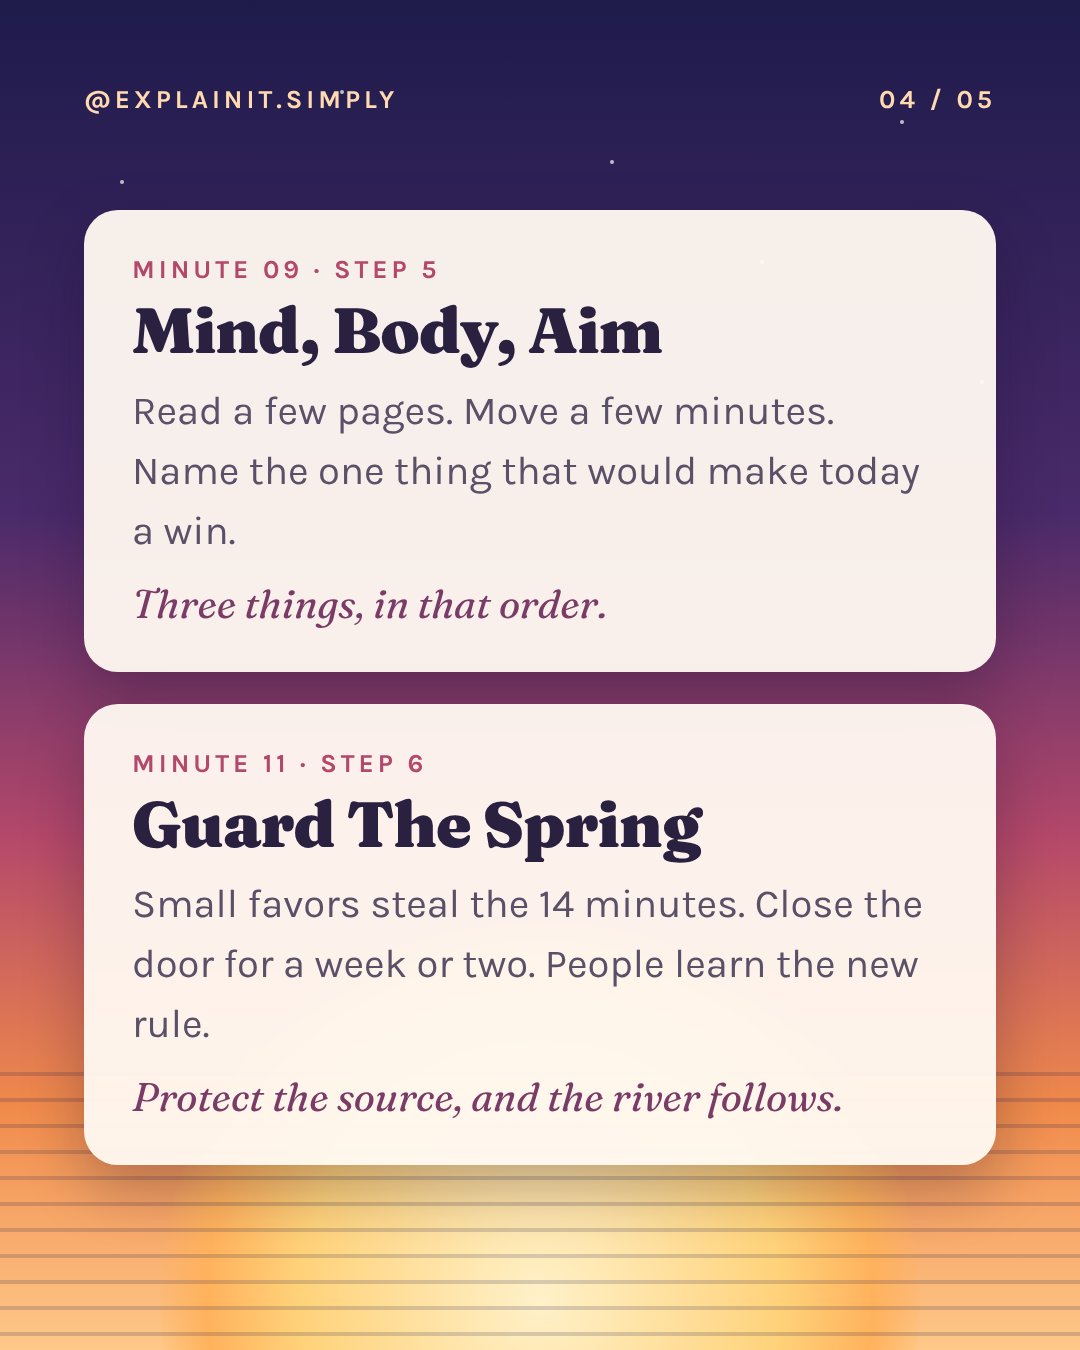 @EXPLAINIT.SIMPLY
04 / 05
MINUTE 09 · STEP 5
Mind, Body, Aim
Read a few pages. Move a few minutes.
Name the one thing that would make today
a win.
Three things, in that order.
MINUTE 11 · STEP 6
Guard The Spring
Small favors steal the 14 minutes. Close the
door for a week or two. People learn the new
rule.
Protect the source, and the river follows.